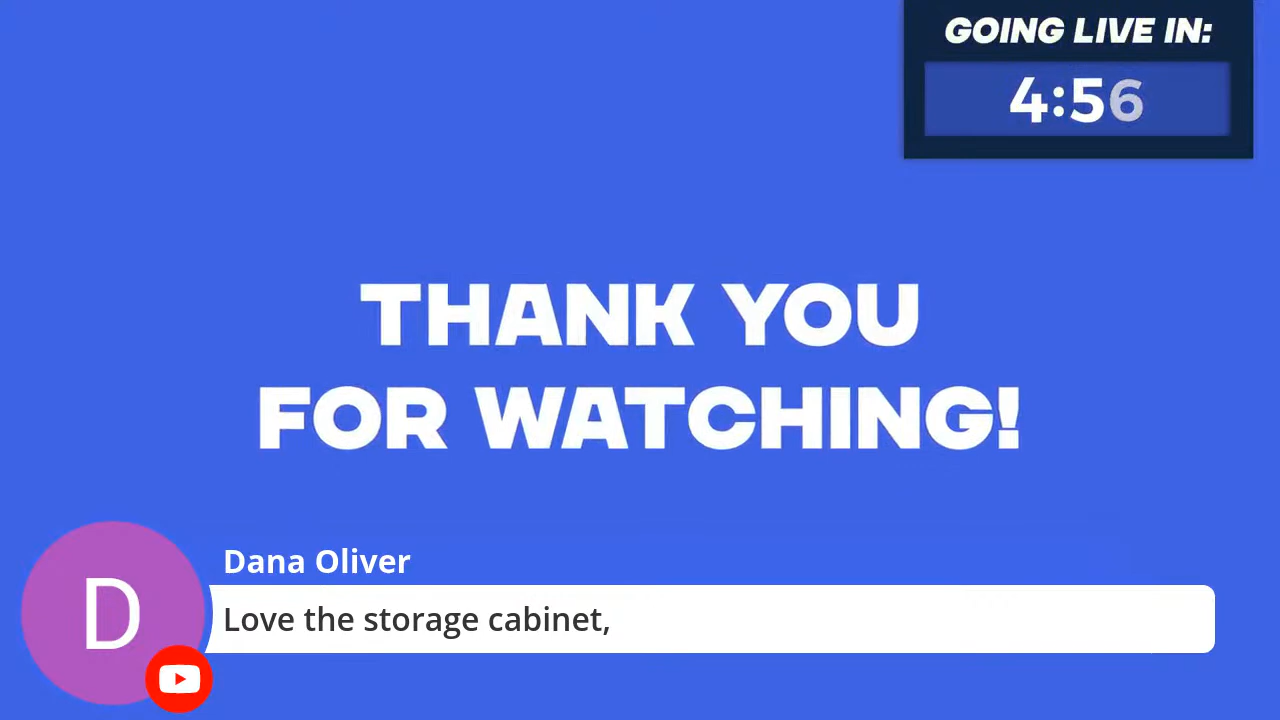 GOING LIVE IN:
4:56
THANK YOU
FOR WATCHING!
D
Dana Oliver
Love the storage cabinet,